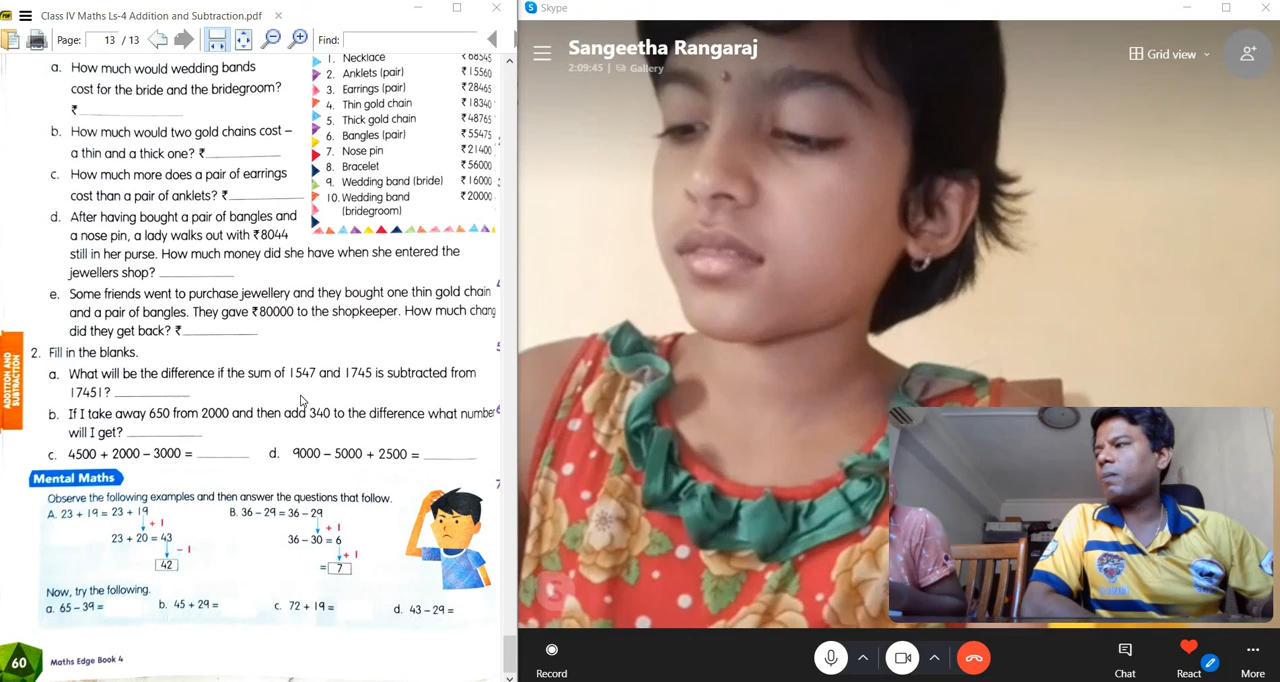 Class IV Maths Ls-4 Addition and Subtraction.pdf
Page: 13 / 13 Find:
a. How much would wedding bands
cost for the bride and the bridegroom?
₹
b. How much would two gold chains cost –
a thin and a thick one? ₹
c. How much more does a pair of earrings
cost than a pair of anklets? ₹
d. After having bought a pair of bangles and
a nose pin, a lady walks out with ₹8044
still in her purse. How much money did she have when she entered the
jewellers shop?
e. Some friends went to purchase jewellery and they bought one thin gold chain
and a pair of bangles. They gave ₹80000 to the shopkeeper. How much chang
did they get back? ₹
1. Necklace ₹68545
2. Anklets (pair) ₹15560
3. Earrings (pair) ₹28465
4. Thin gold chain ₹18340
5. Thick gold chain ₹48765
6. Bangles (pair) ₹55475
7. Nose pin ₹21400
8. Bracelet ₹56000
9. Wedding band (bride) ₹16000
10. Wedding band ₹20000
(bridegroom)
ADDITION AND
SUBTRACTION
2. Fill in the blanks.
a. What will be the difference if the sum of 1547 and 1745 is subtracted from
17451?
b. If I take away 650 from 2000 and then add 340 to the difference what number
will I get?
c. 4500 + 2000 – 3000 = d. 9000 – 5000 + 2500 =
Mental Maths
Observe the following examples and then answer the questions that follow.
A. 23 + 19 = 23 + 19 B. 36 – 29 = 36 – 29
+ 1 + 1
23 + 20 = 43 36 – 30 = 6
– 1 + 1
42 = 7
Now, try the following.
a. 65 – 39 = b. 45 + 29 = c. 72 + 19 = d. 43 – 29 =
60 Maths Edge Book 4
Skype
Sangeetha Rangaraj
2:09:45 | Gallery
Grid view
Record
Chat
React
More